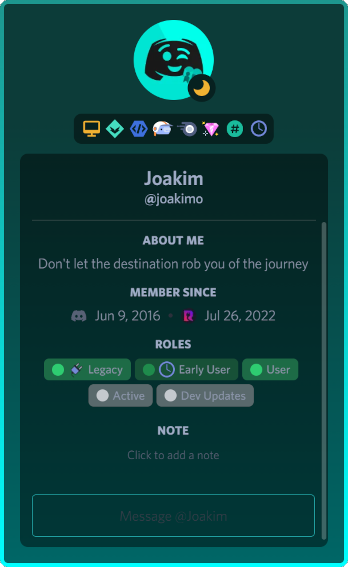 Joakim
@joakimo
ABOUT ME
Don't let the destination rob you of the journey
MEMBER SINCE
Jun 9, 2016 • Jul 26, 2022
ROLES
Legacy Early User User
Active Dev Updates
NOTE
Click to add a note
Message @Joakim